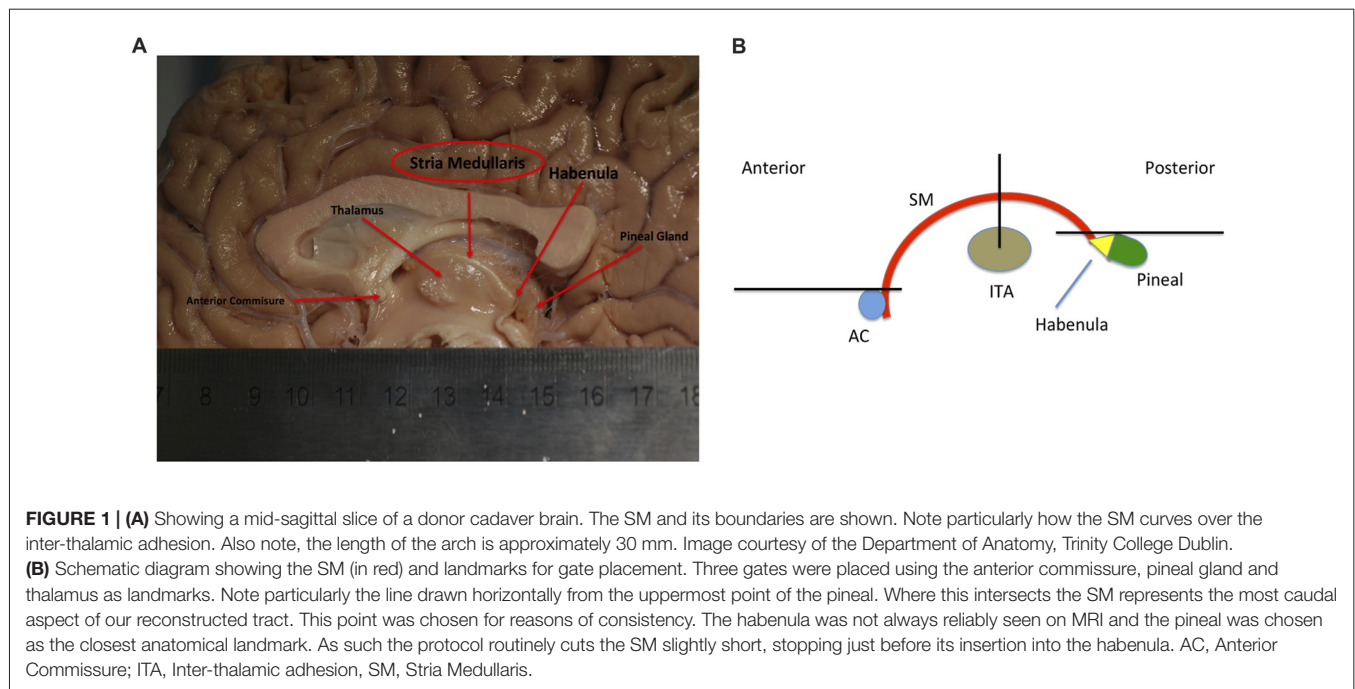 A
Stria Medullaris
Habenula
Thalamus
Pineal Gland
Anterior Commisure
7 8 9 10 11 12 13 14 15 16 17 18
B
Anterior
Posterior
SM
ITA
Pineal
Habenula
AC
FIGURE 1 | (A) Showing a mid-sagittal slice of a donor cadaver brain. The SM and its boundaries are shown. Note particularly how the SM curves over the
inter-thalamic adhesion. Also note, the length of the arch is approximately 30 mm. Image courtesy of the Department of Anatomy, Trinity College Dublin.
(B) Schematic diagram showing the SM (in red) and landmarks for gate placement. Three gates were placed using the anterior commissure, pineal gland and
thalamus as landmarks. Note particularly the line drawn horizontally from the uppermost point of the pineal. Where this intersects the SM represents the most caudal
aspect of our reconstructed tract. This point was chosen for reasons of consistency. The habenula was not always reliably seen on MRI and the pineal was chosen
as the closest anatomical landmark. As such the protocol routinely cuts the SM slightly short, stopping just before its insertion into the habenula. AC, Anterior
Commissure; ITA, Inter-thalamic adhesion, SM, Stria Medullaris.